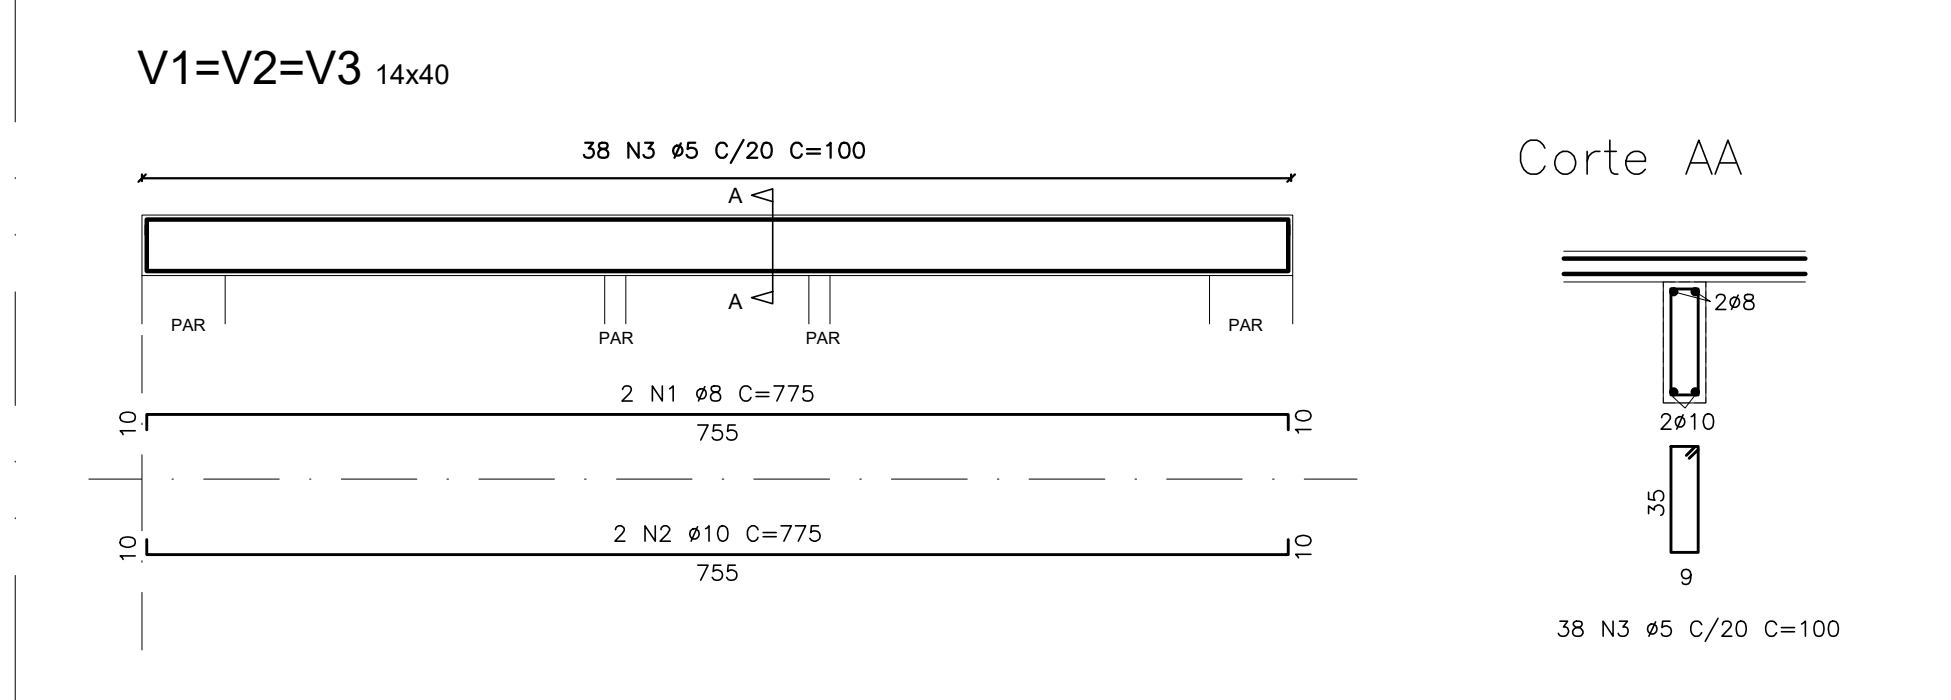 V1=V2=V3 14x40
38 N3 ø5 C/20 C=100
A
A
PAR
PAR
PAR
PAR
2 N1 ø8 C=775
10
755
10
2 N2 ø10 C=775
10
755
10
Corte AA
2ø8
2ø10
35
9
38 N3 ø5 C/20 C=100